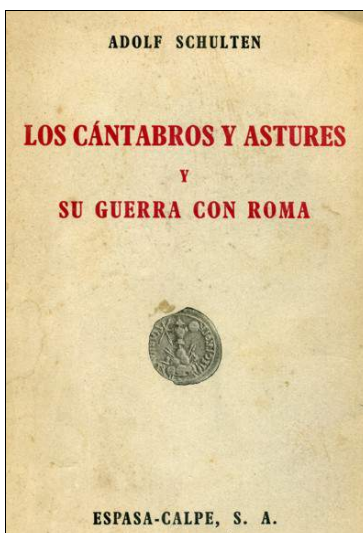 ADOLF SCHULTEN
LOS CÁNTABROS Y ASTURES
Y
SU GUERRA CON ROMA
ESPASA-CALPE, S. A.